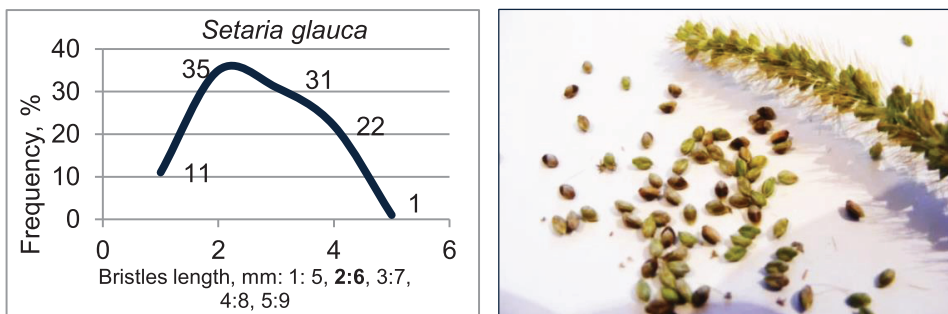 Setaria glauca
Frequency, %
40
30
20
10
0
35
31
22
11
1
0 2 4 6
Bristles length, mm: 1: 5, 2:6, 3:7,
4:8, 5:9